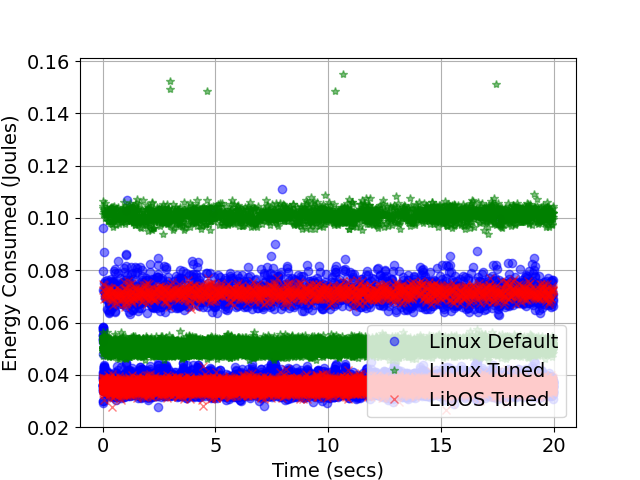 0.16
0.14
0.12
0.10
0.08
0.06
0.04
0.02
Energy Consumed (Joules)
Linux Default
Linux Tuned
LibOS Tuned
0 5 10 15 20
Time (secs)